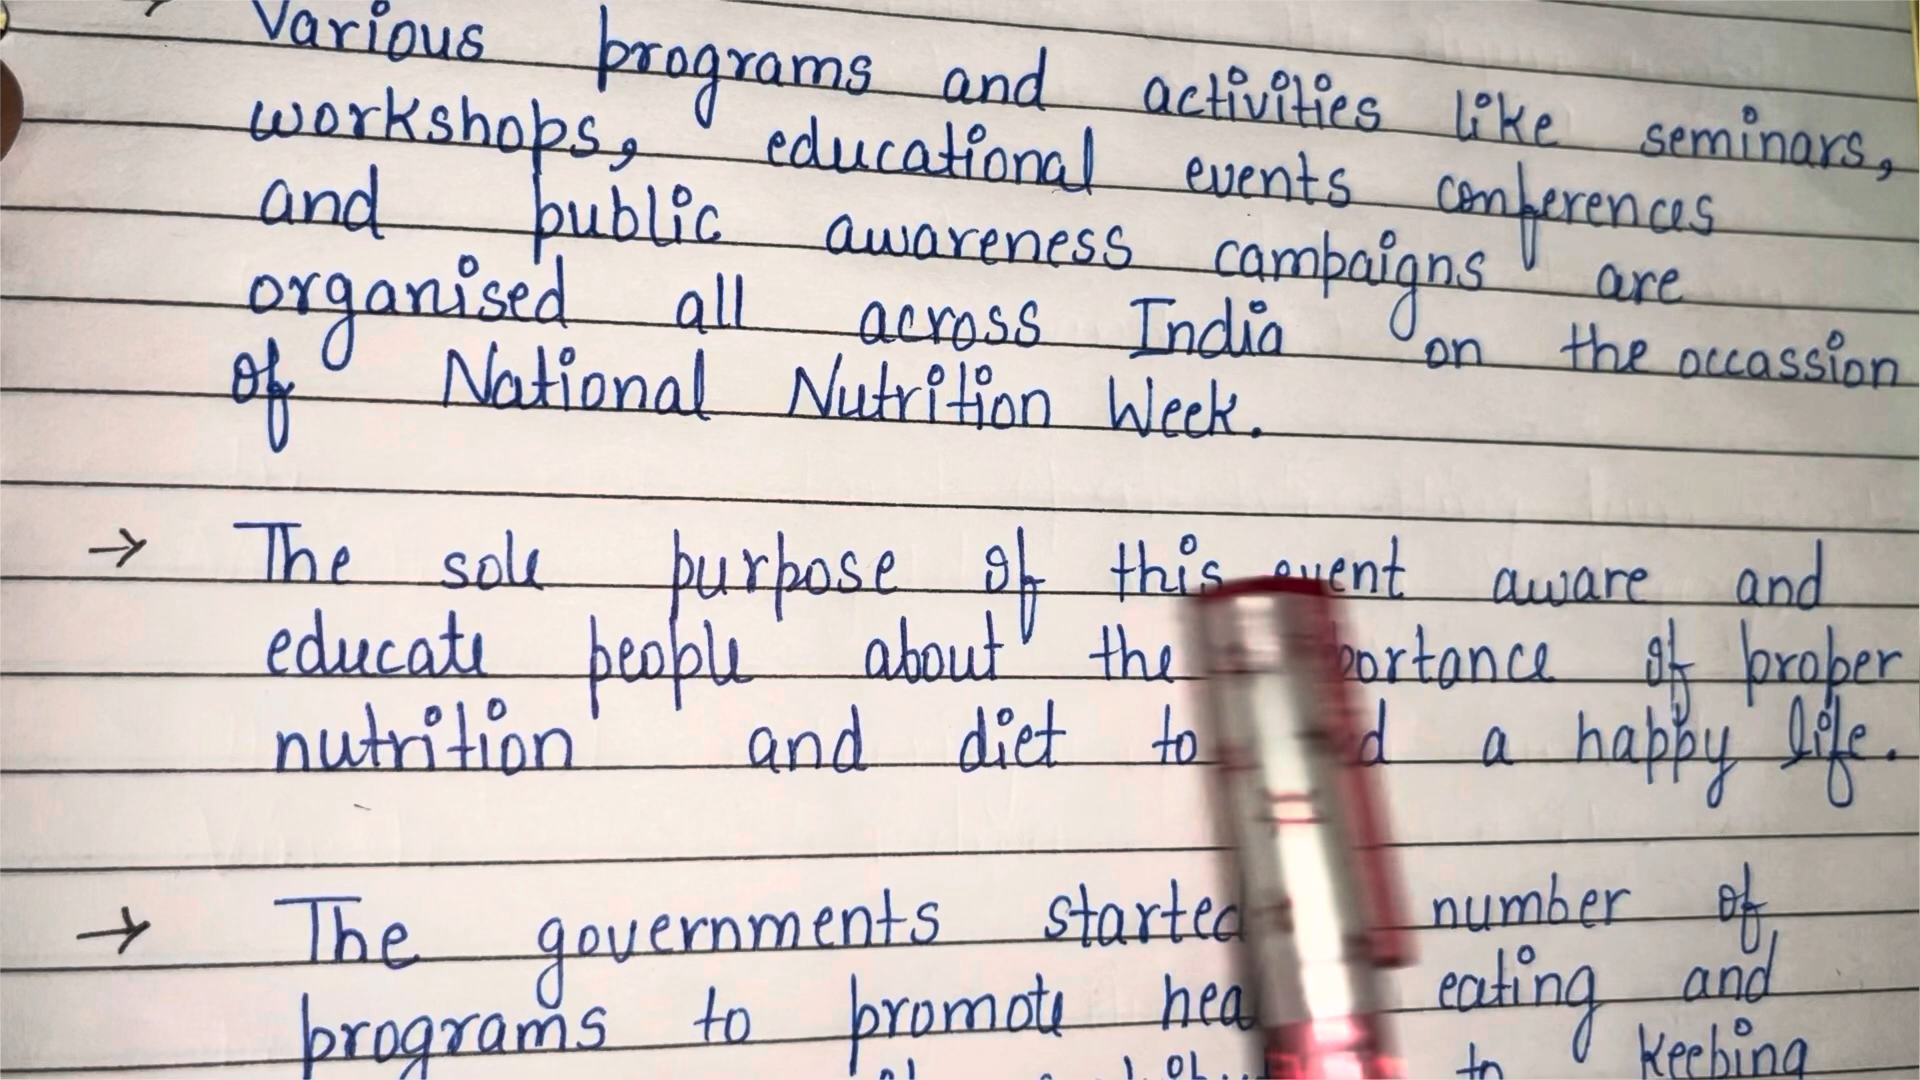 Various programs and activities like seminars,
workshops, educational events conferences
and public awareness campaigns are
organised all across India on the occassion
of National Nutrition Week.
→ The sole purpose of this event aware and
educate people about the of proper
nutrition and diet to a happy life.
→ The governments started number of
programs to promote eating and
to keeping